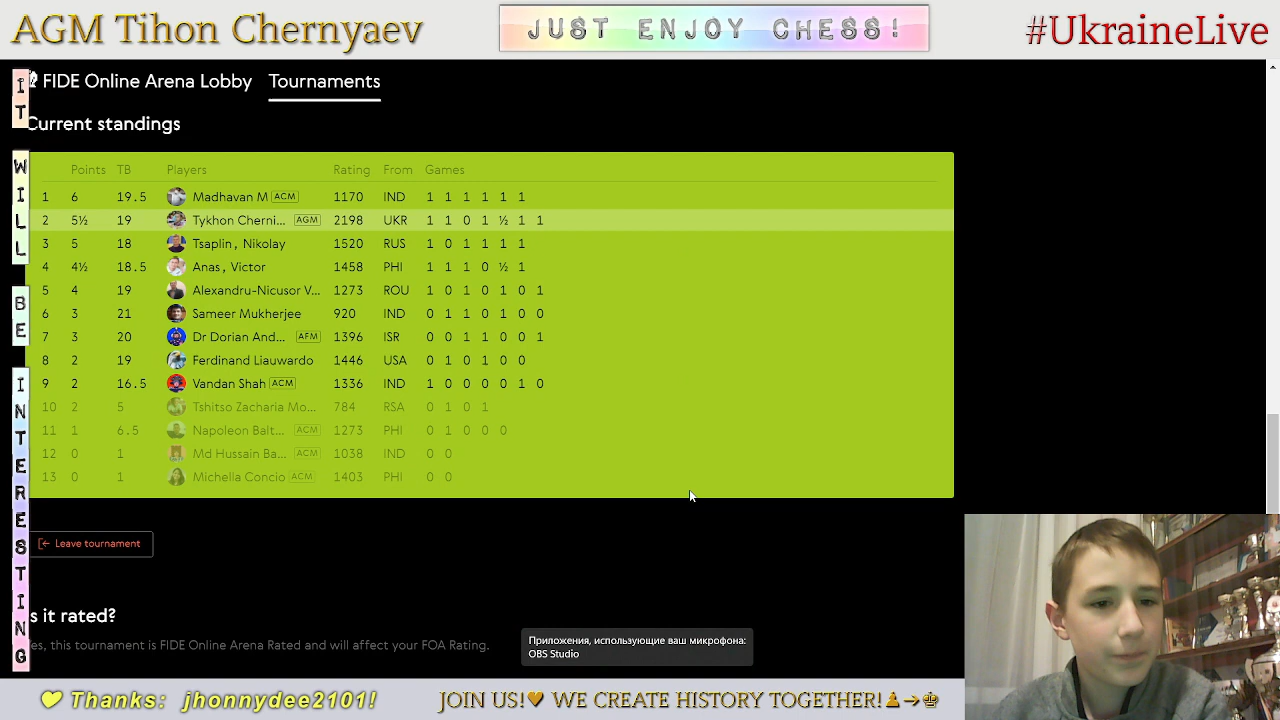 AGM Tihon Chernyaev
JUST ENJOY CHESS!
#UkraineLive
IT WILL BE INTERESTING
FIDE Online Arena Lobby Tournaments
Current standings
Points TB Players Rating From Games
1 6 19.5 Madhavan M ACM 1170 IND 1 1 1 1 1 1
2 5½ 19 Tykhon Cherni... AGM 2198 UKR 1 1 0 1 ½ 1 1
3 5 18 Tsaplin, Nikolay 1520 RUS 1 0 1 1 1 1
4 4½ 18.5 Anas, Victor 1458 PHI 1 1 1 0 ½ 1
5 4 19 Alexandru-Nicusor V... 1273 ROU 1 0 1 0 1 0 1
6 3 21 Sameer Mukherjee 920 IND 0 1 1 0 1 0 0
7 3 20 Dr Dorian And... AFM 1396 ISR 0 0 1 1 0 0 1
8 2 19 Ferdinand Liauwardo 1446 USA 0 1 0 1 0 0
9 2 16.5 Vandan Shah ACM 1336 IND 1 0 0 0 0 1 0
10 2 5 Tshitso Zacharia Mo... 784 RSA 0 1 0 1
11 1 6.5 Napoleon Balt... ACM 1273 PHI 0 1 0 0 0
12 0 1 Md Hussain Ba... ACM 1038 IND 0 0
13 0 1 Michella Concio ACM 1403 PHI 0 0
Leave tournament
s it rated?
es, this tournament is FIDE Online Arena Rated and will affect your FOA Rating.
Приложения, использующие ваш микрофона:
OBS Studio
Thanks: jhonnydee2101!
JOIN US!🧡 WE CREATE HISTORY TOGETHER!♟→♚